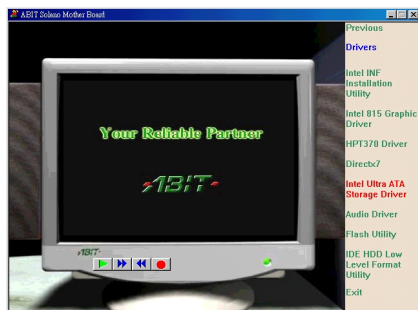 ABIT Solano Mother Board
Your Reliable Partner
ABIT
ABIT
Previous
Drivers
Intel INF
Installation
Utility
Intel 815 Graphic
Driver
HPT370 Driver
Directx7
Intel Ultra ATA
Storage Driver
Audio Driver
Flash Utility
IDE HDD Low
Level Format
Utility
Exit